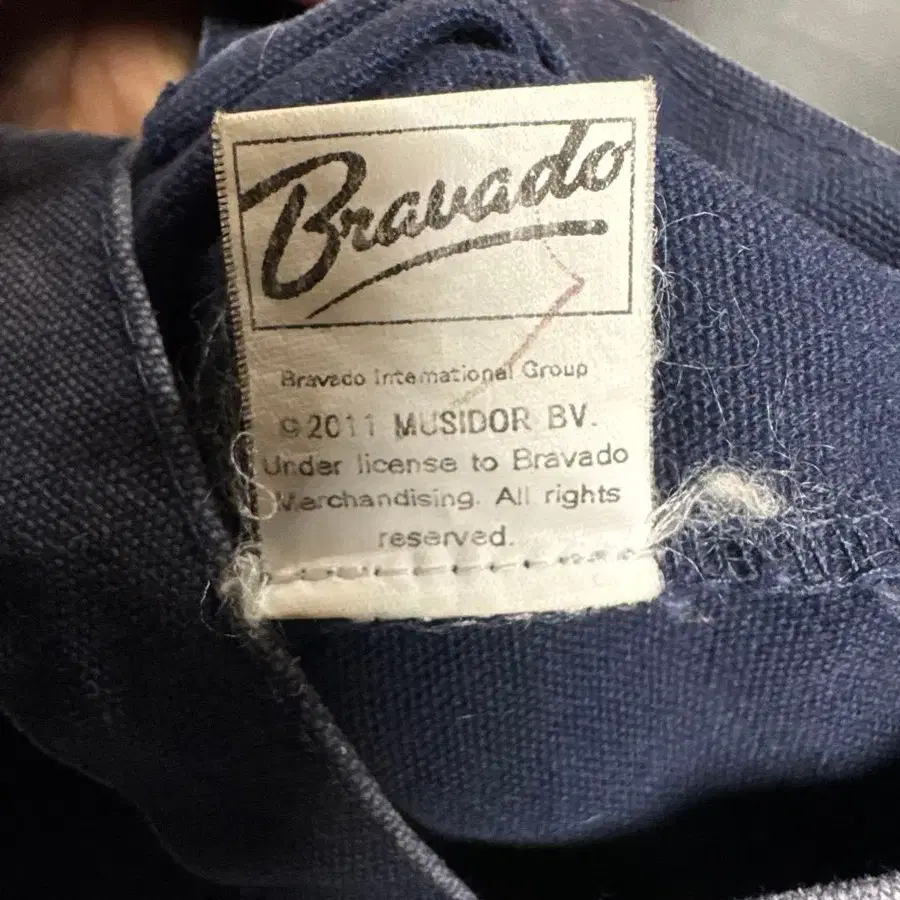 Bravado
Bravado International Group
©2011 MUSIDOR BV.
Under license to Bravado
Merchandising. All rights
reserved.